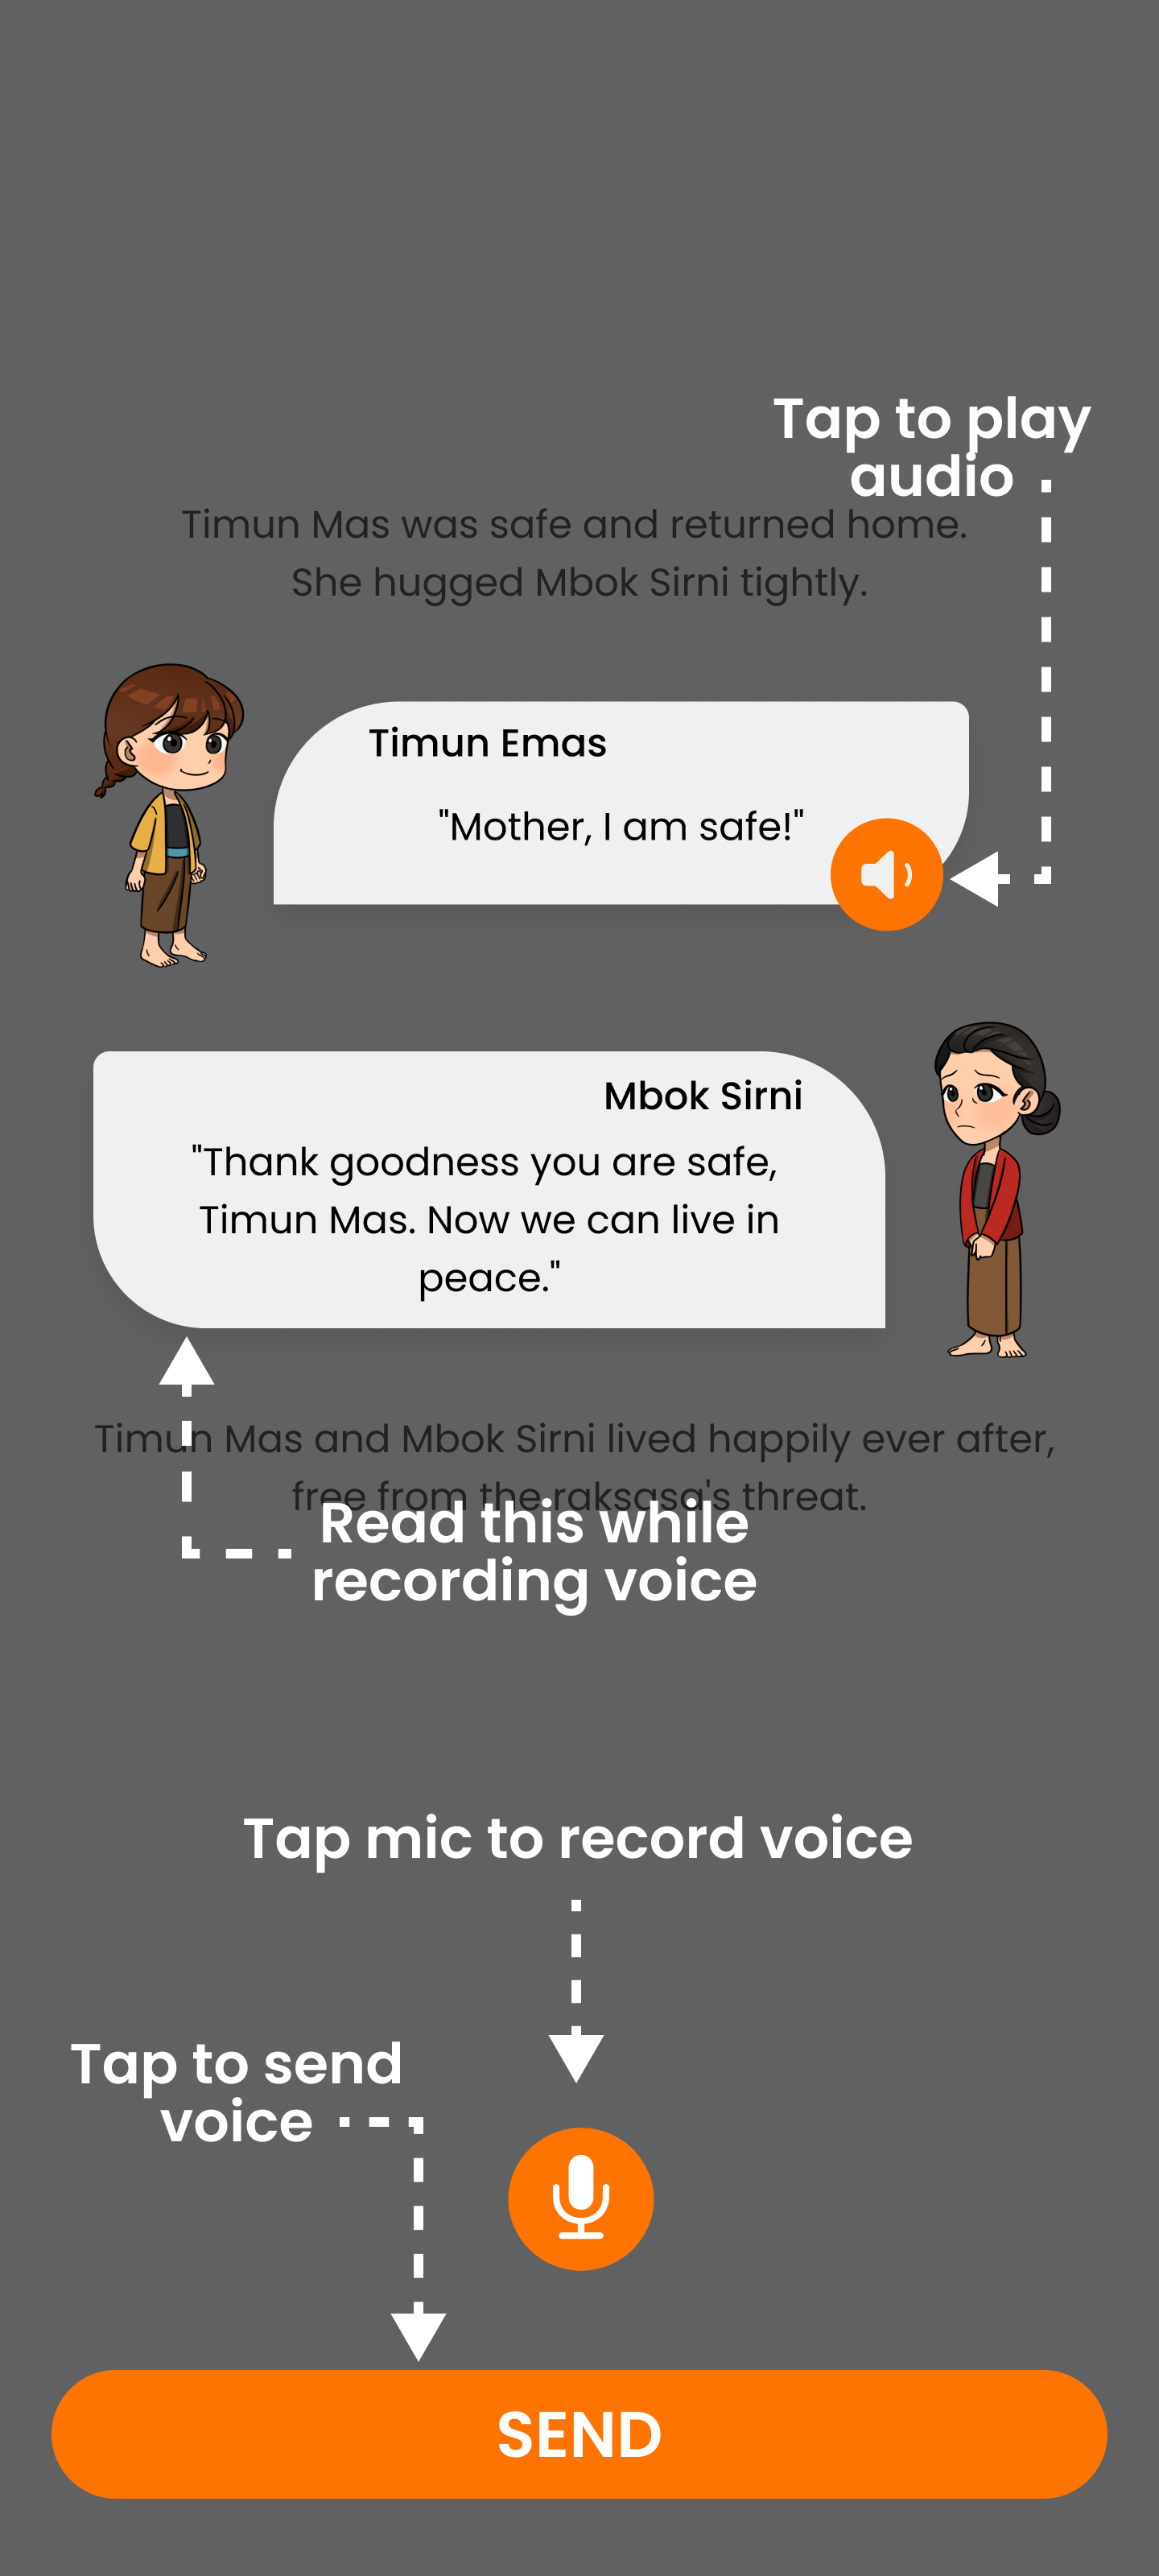 Tap to play
audio
Timun Mas was safe and returned home.
She hugged Mbok Sirni tightly.
Timun Emas
"Mother, I am safe!"
Mbok Sirni
"Thank goodness you are safe,
Timun Mas. Now we can live in
peace."
Timun Mas and Mbok Sirni lived happily ever after,
free from the raksasa's threat.
Read this while
recording voice
Tap mic to record voice
Tap to send
voice
SEND